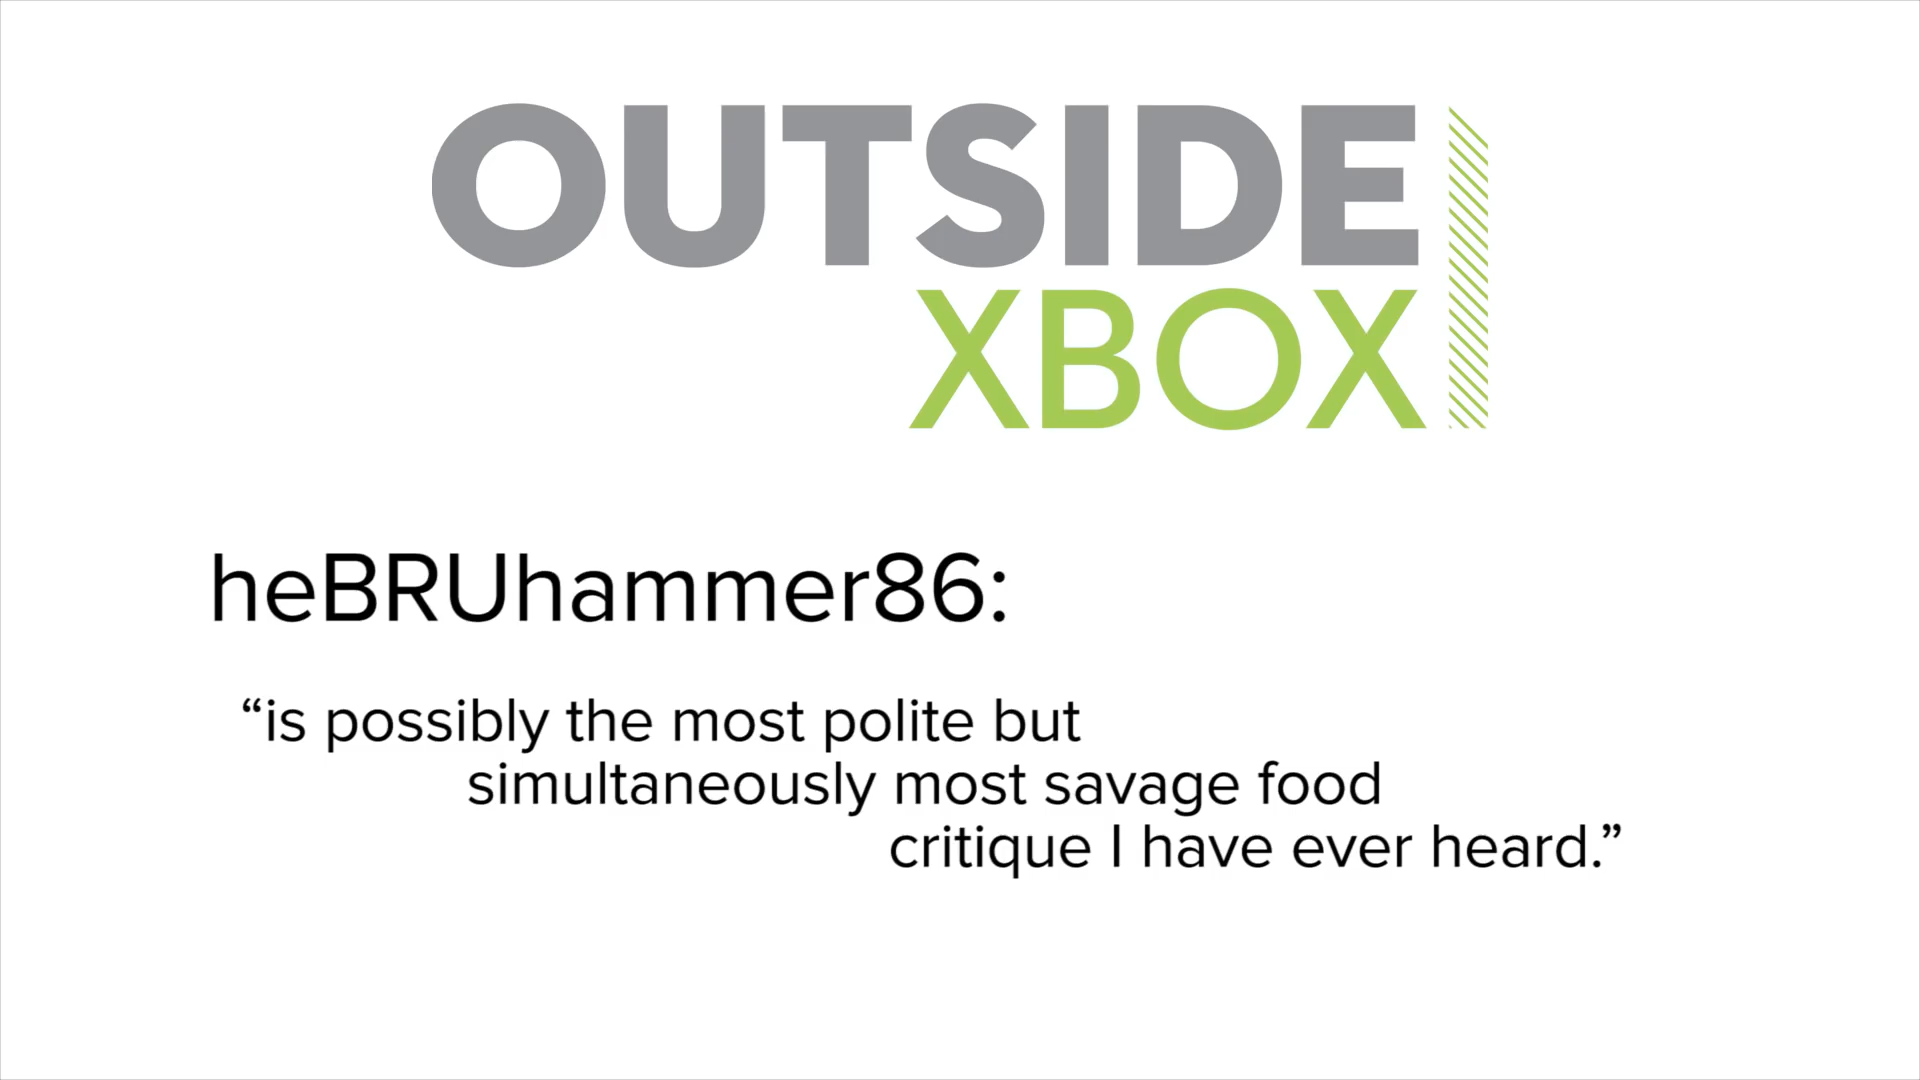 OUTSIDE
XBOX
heBRUhammer86:
“is possibly the most polite but
simultaneously most savage food
critique I have ever heard.”